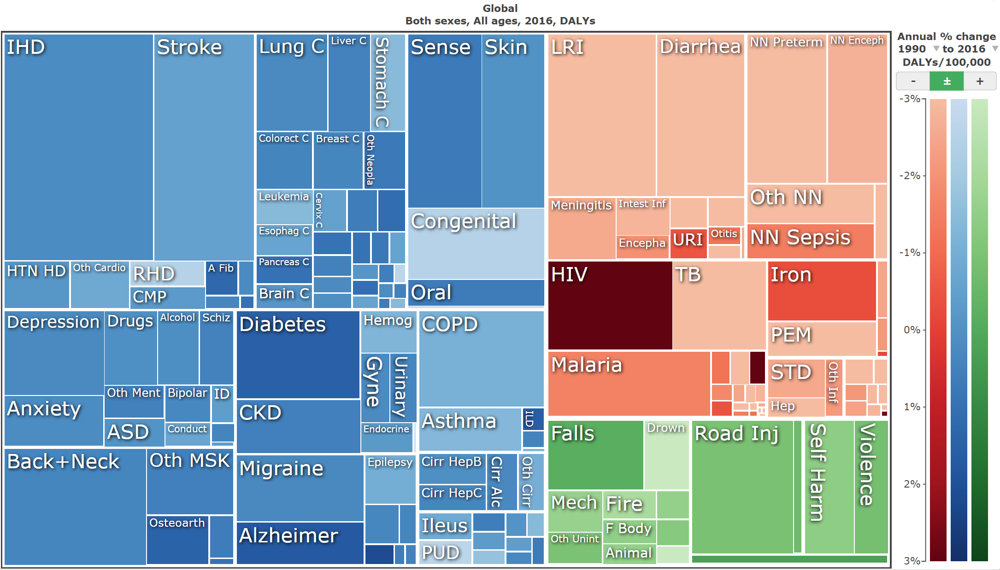 Global
Both sexes, All ages, 2016, DALYs
IHD
Stroke
Lung C
Liver C
Stomach C
Colorect C
Breast C
Oth Neopla
Leukemia
Cervix C
Esophag C
Pancreas C
Brain C
HTN HD
Oth Cardio
RHD
CMP
A Fib
Sense
Skin
Congenital
Oral
Depression
Drugs
Alcohol
Schiz
Oth Ment
Bipolar
ID
Anxiety
ASD
Conduct
Back+Neck
Oth MSK
Osteoarth
Diabetes
Hemog
Gyne
Urinary
CKD
Endocrine
Migraine
Epilepsy
Alzheimer
COPD
Asthma
ILD
Cirr HepB
Cirr HepC
Cirr Alc
Oth Cirr
Ileus
PUD
LRI
Diarrhea
NN Preterm
NN Enceph
Meningitis
Intest Inf
Encepha
URI
Otitis
Oth NN
NN Sepsis
HIV
TB
Iron
PEM
Malaria
STD
Oth Inf
Hep
Falls
Drown
Road Inj
Self Harm
Violence
Mech
Fire
F Body
Oth Unint
Animal
Annual % change
1990 ▼ to 2016 ▼
DALYs/100,000
- ± +
-3%
-2%
-1%
0%
1%
2%
3%